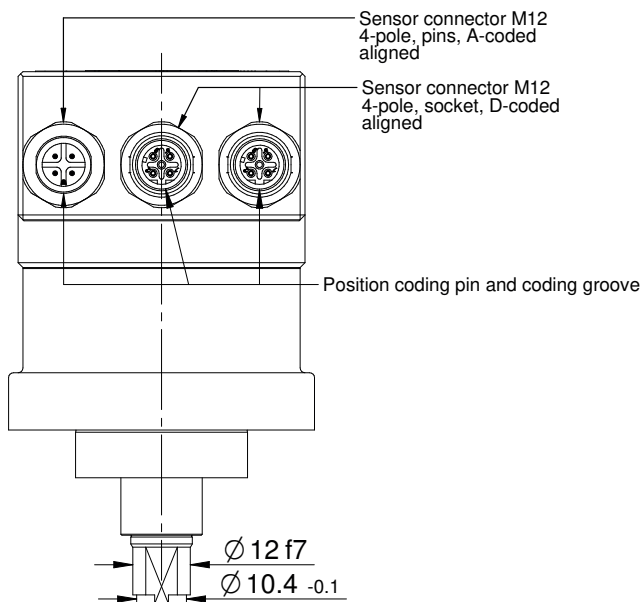 Sensor connector M12
4-pole, pins, A-coded
aligned
Sensor connector M12
4-pole, socket, D-coded
aligned
Position coding pin and coding groove
∅ 12 f7
∅ 10.4 -0.1